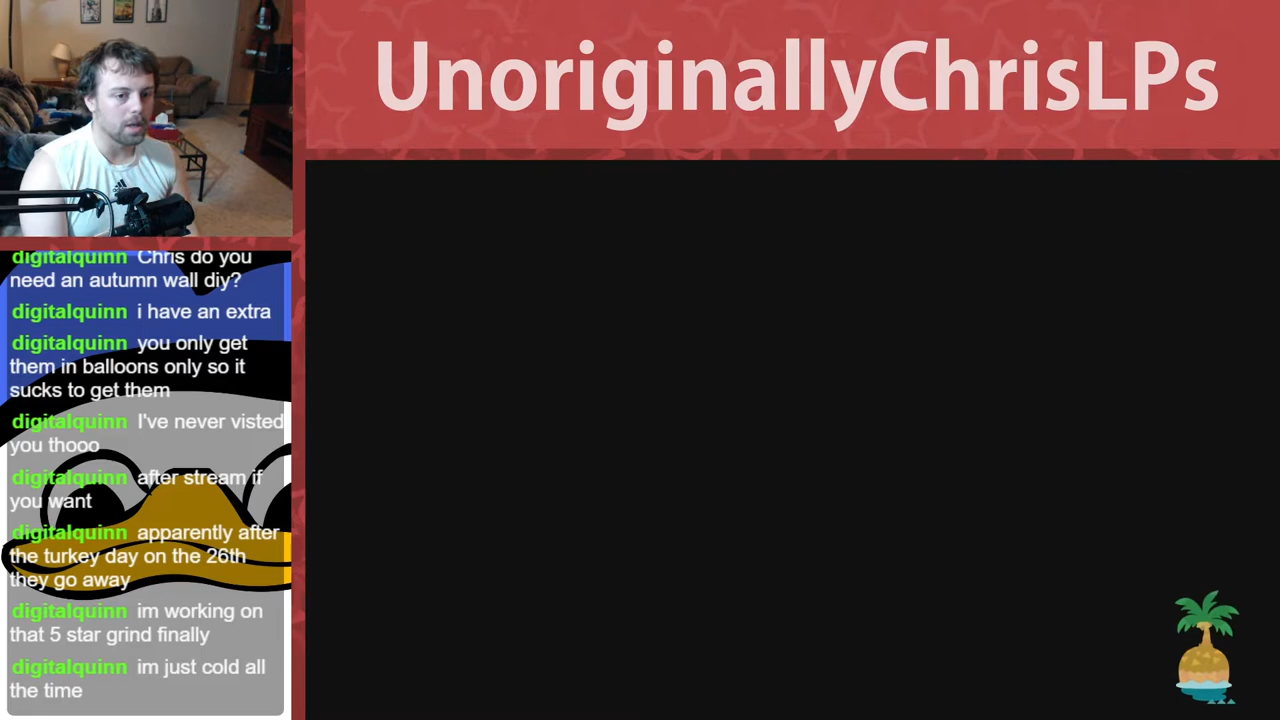 UnoriginallyChrisLPs
digitalquinn Chris do you
need an autumn wall diy?
digitalquinn i have an extra
digitalquinn you only get
them in balloons only so it
sucks to get them
digitalquinn I've never visted
you thooo
digitalquinn after stream if
you want
digitalquinn apparently after
the turkey day on the 26th
they go away
digitalquinn im working on
that 5 star grind finally
digitalquinn im just cold all
the time